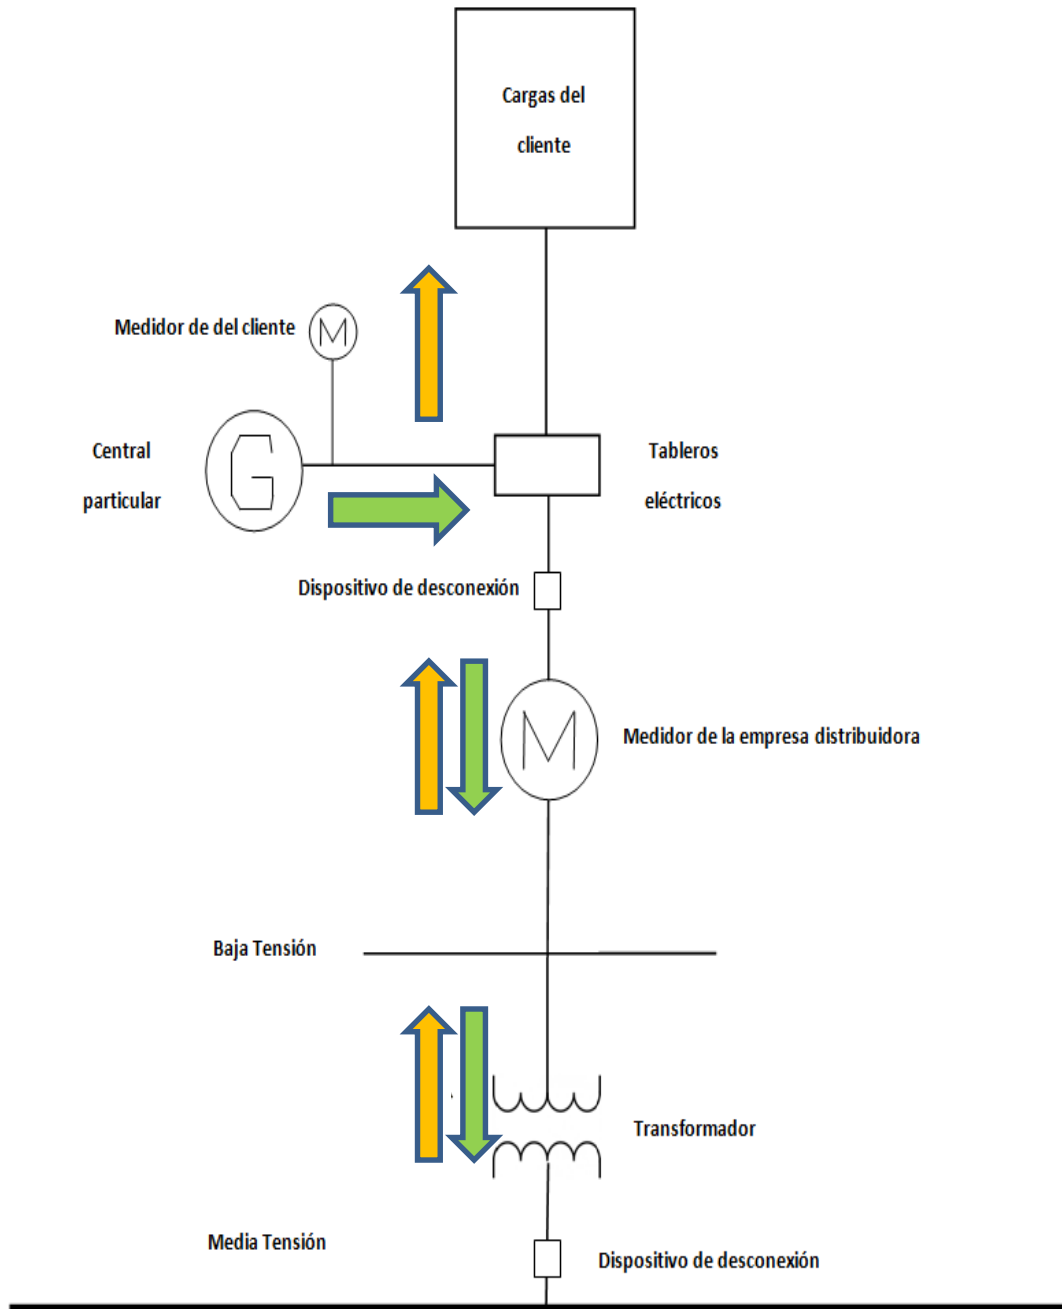 Cargas del
cliente
Medidor de del cliente
M
Central
particular
G
Tableros
eléctricos
Dispositivo de desconexión
M
Medidor de la empresa distribuidora
Baja Tensión
Transformador
Media Tensión
Dispositivo de desconexión